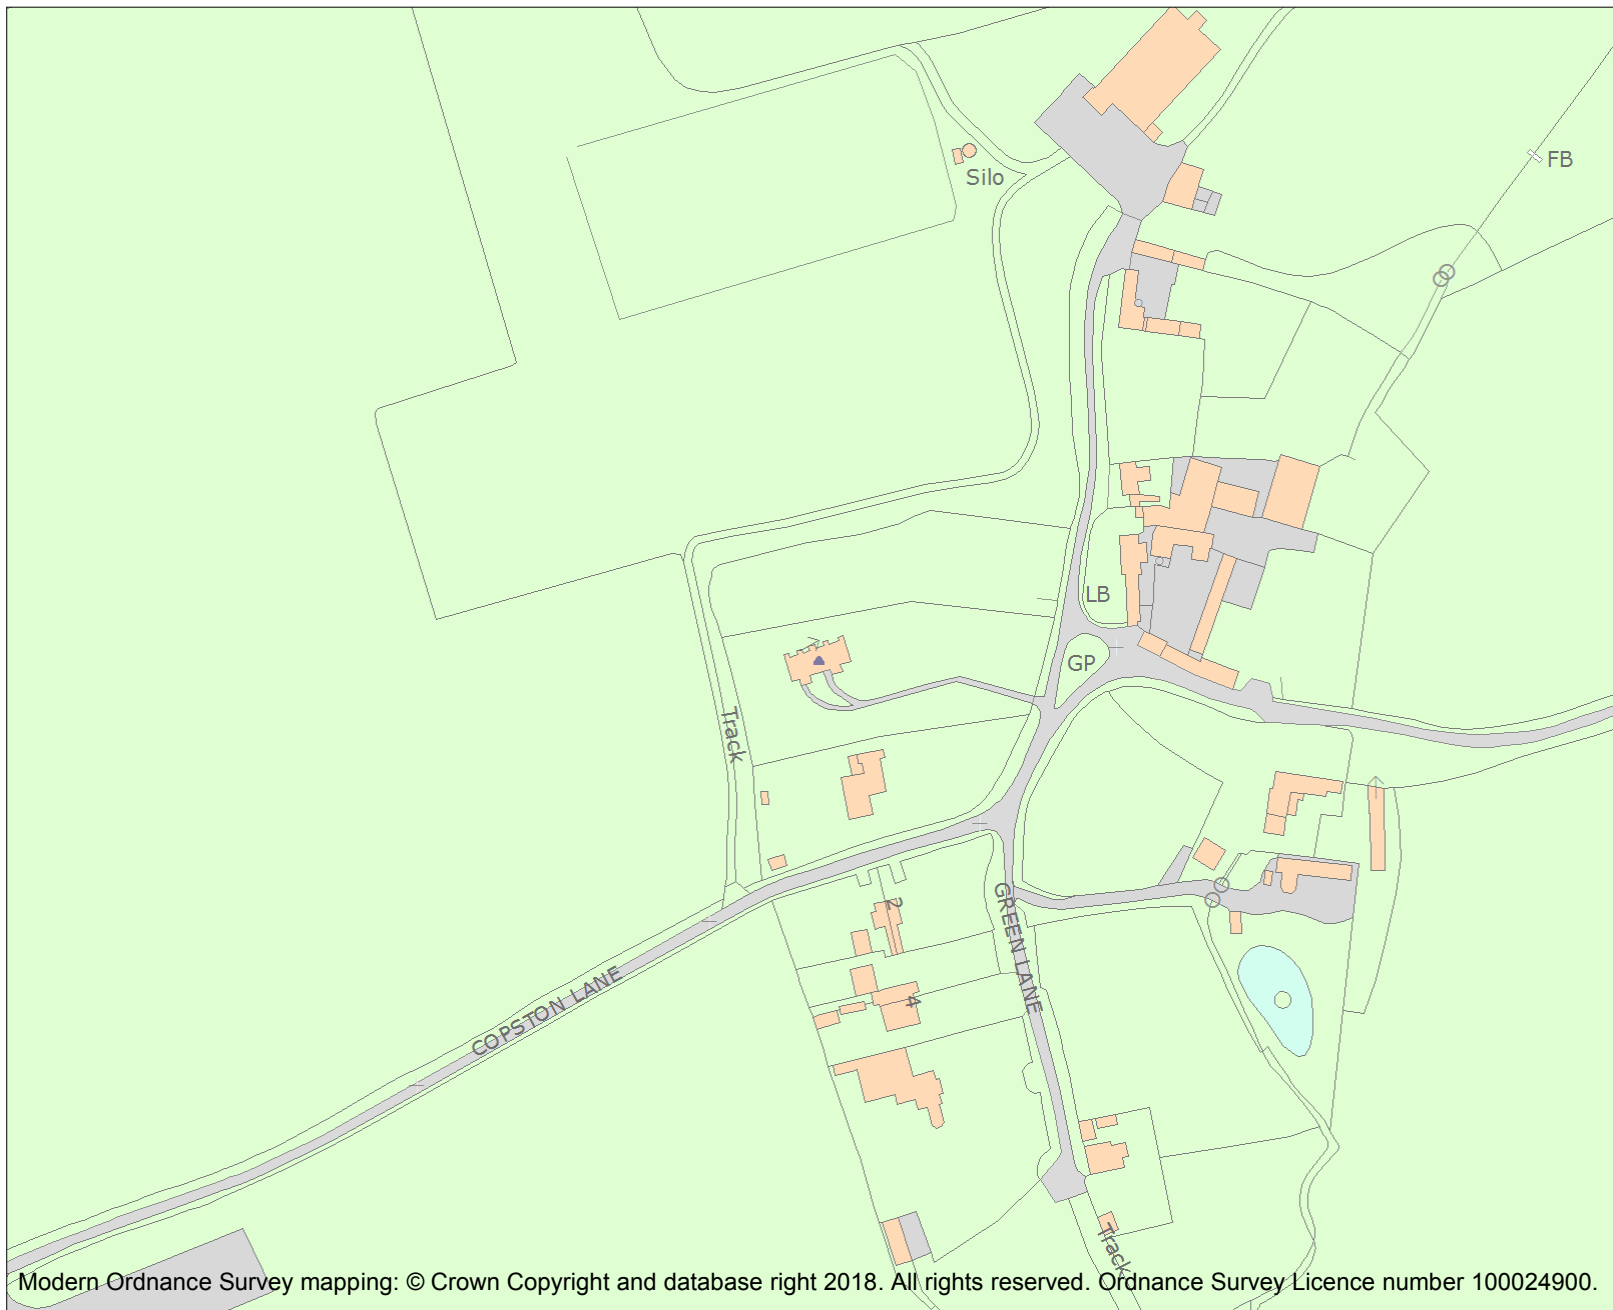 FB
Silo
LB
GP
Track
2
GREEN LANE
COPSTON LANE
4
Track
Modern Ordnance Survey mapping: © Crown Copyright and database right 2018. All rights reserved. Ordnance Survey Licence number 100024900.